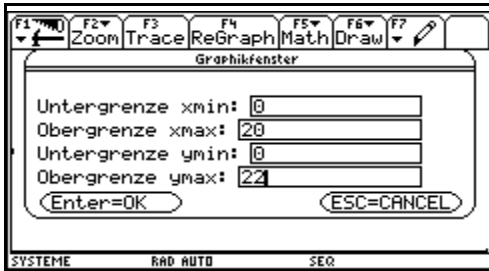 F1 F2 Zoom F3 Trace F4 ReGraph F5 Math F6 Draw F7
Graphikfenster
Untergrenze xmin: 0
Obergrenze xmax: 20
Untergrenze ymin: 0
Obergrenze ymax: 22
Enter=OK ESC=CANCEL
SYSTEME RAD AUTO SEQ